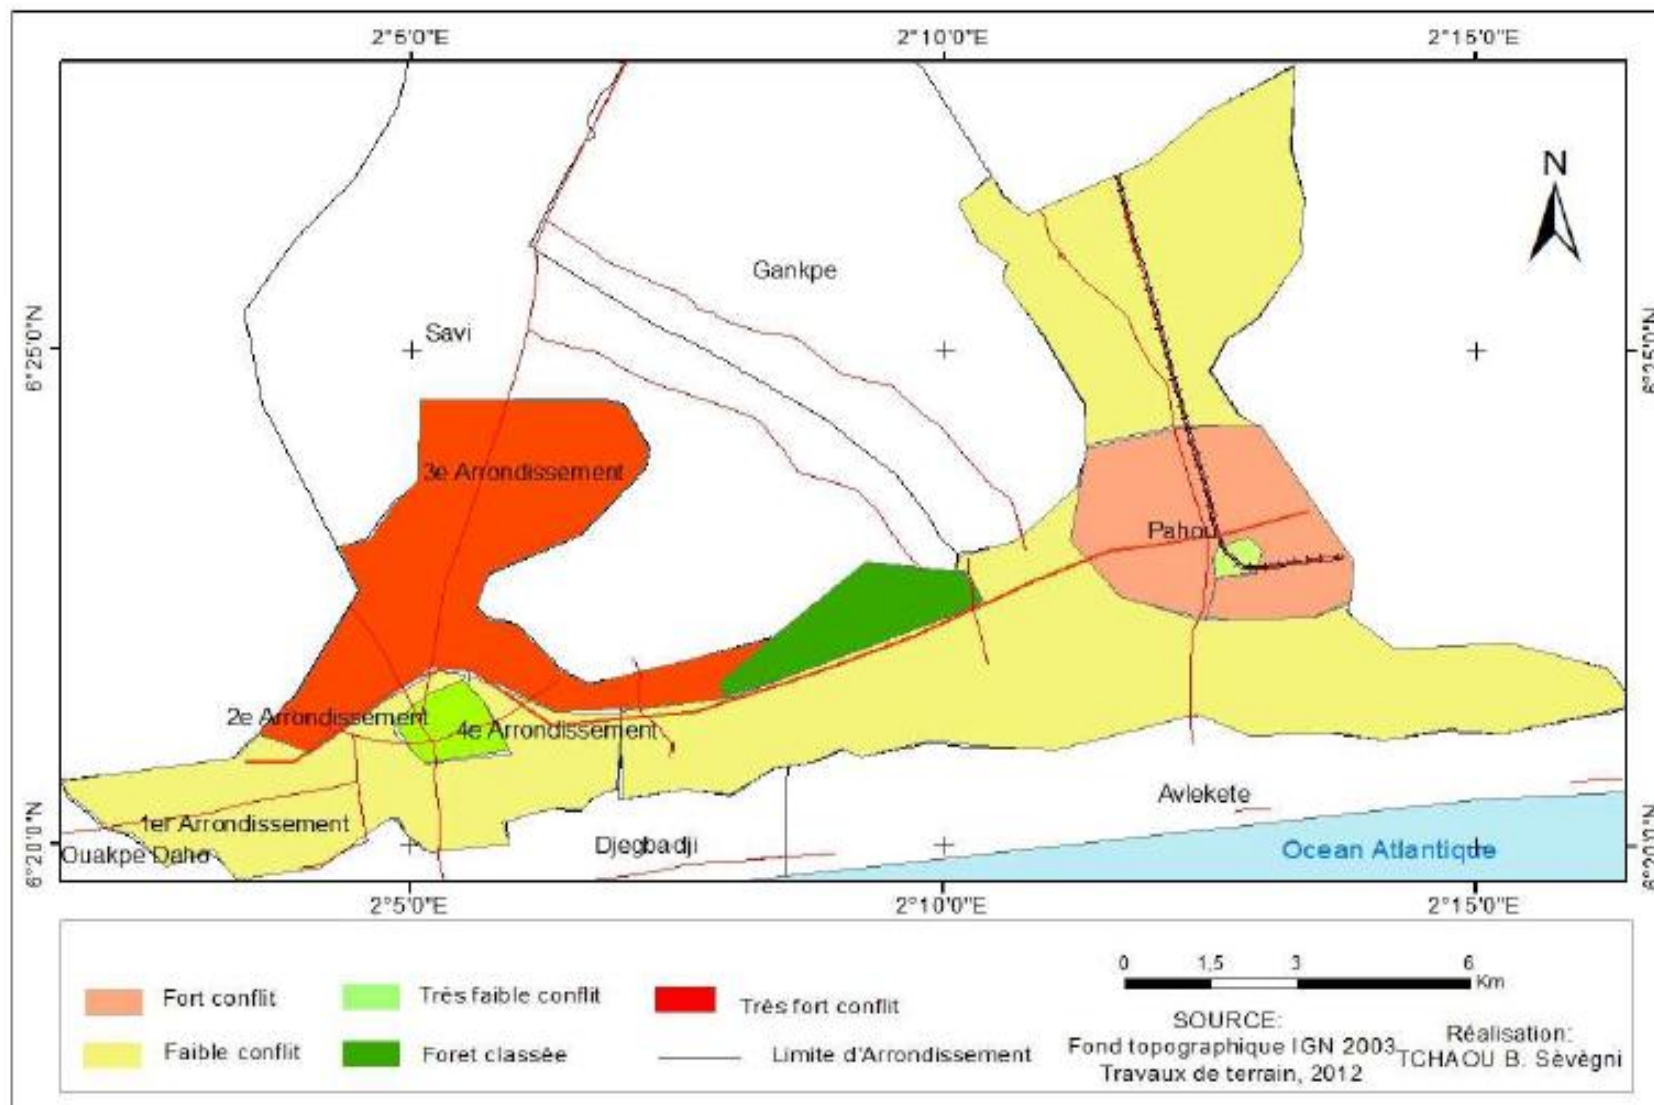 2°5'0"E 2°10'0"E 2°15'0"E
N
Gankpe
Savi
6°25'0"N 6°25'0"N
3e Arrondissement
Pahou
2e Arrondissement
4e Arrondissement
Avlekete
1er Arrondissement
Ouakpe Daho
Djegbadji
Ocean Atlantique
6°20'0"N 6°20'0"N
2°5'0"E 2°10'0"E 2°15'0"E
0 1,5 3 6
Km
Fort conflit
Très faible conflit
Très fort conflit
Faible conflit
Foret classée
Limite d'Arrondissement
SOURCE:
Fond topographique IGN 2003
Travaux de terrain, 2012
Réalisation:
TCHAOU B. Sèvègni